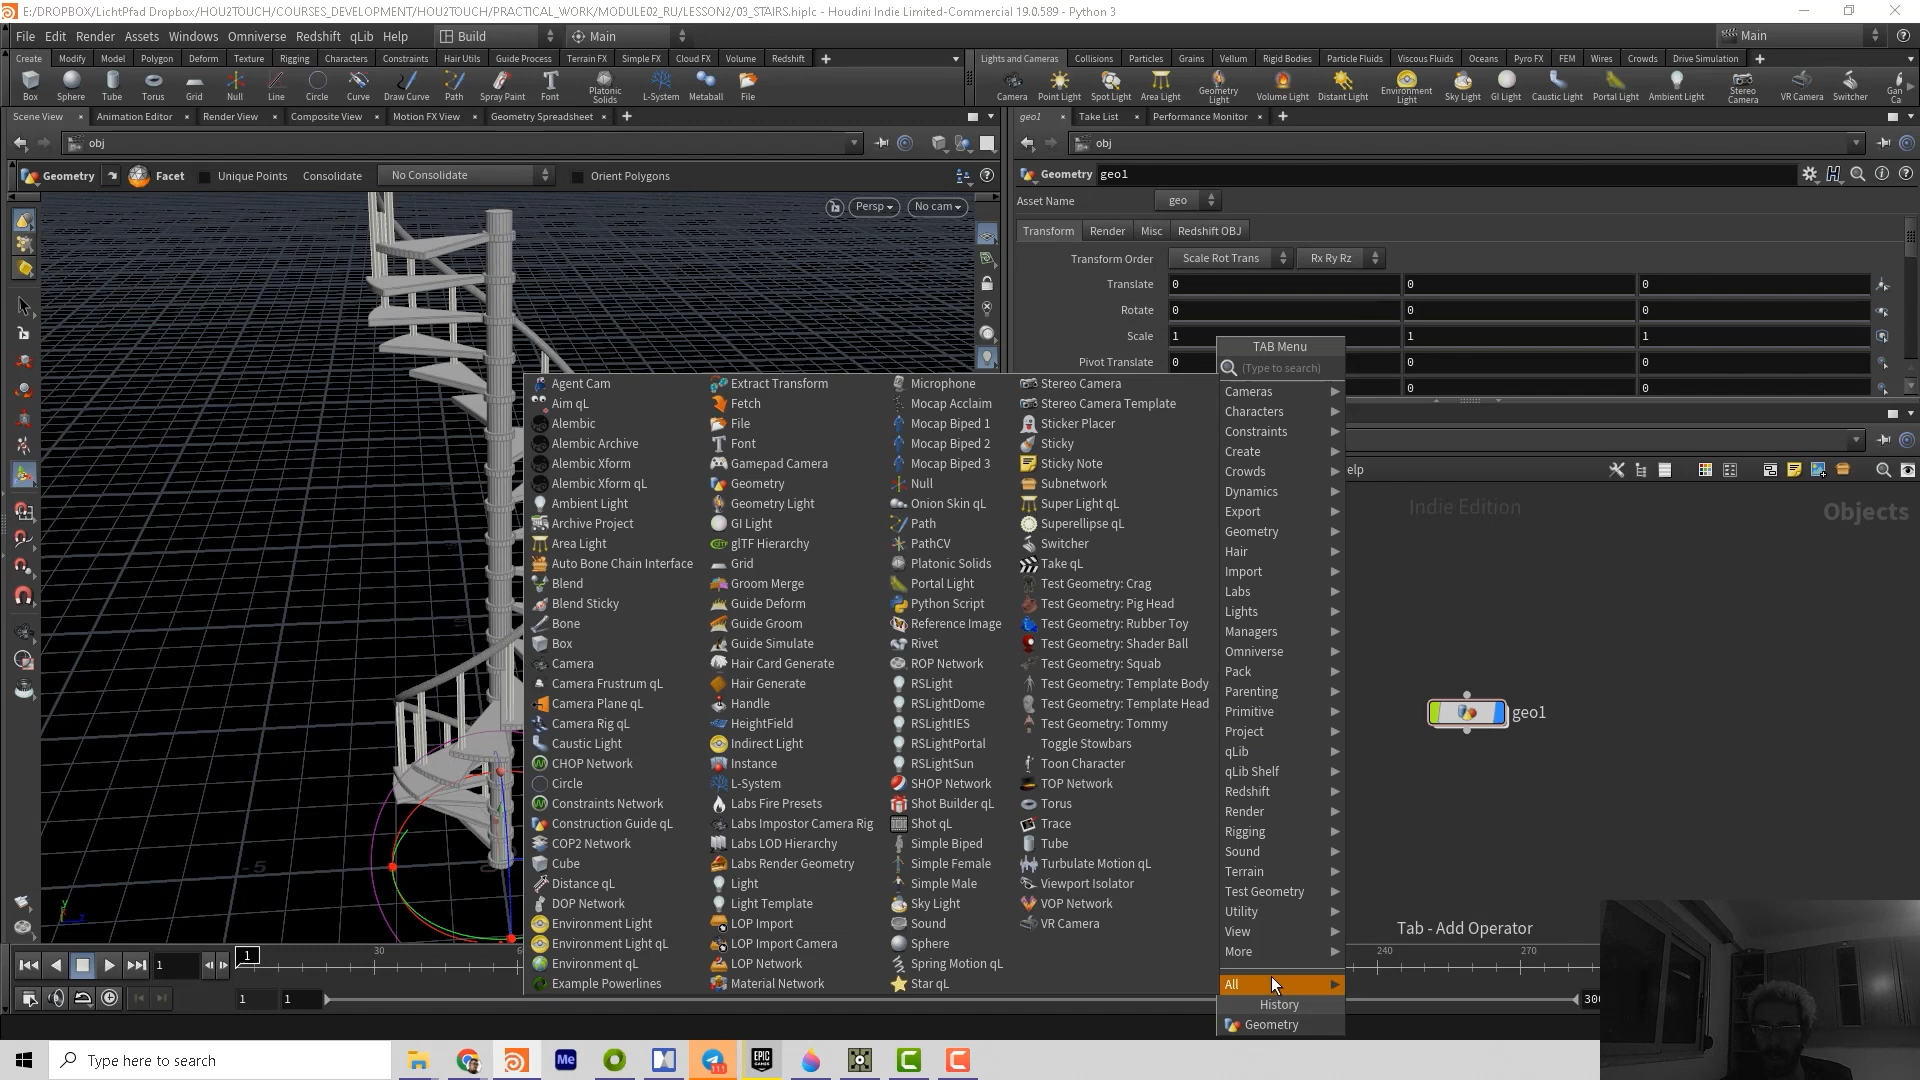 E:/DROPBOX/LichtPfad Dropbox/HOU2TOUCH/COURSES_DEVELOPMENT/HOU2TOUCH/PRACTICAL_WORK/MODULE02_RU/LESSON2/03_STAIRS.hiplc - Houdini Indie Limited-Commercial 19.0.589 - Python 3
File Edit Render Assets Windows Omniverse Redshift qLib Help Build Main Main
Create Modify Model Polygon Deform Texture Rigging Characters Constraints Hair Utils Guide Process Terrain FX Simple FX Cloud FX Volume Redshift
Lights and Cameras Collisions Particles Grains Vellum Rigid Bodies Particle Fluids Viscous Fluids Oceans Pyro FX FEM Wires Crowds Drive Simulation
Box Sphere Tube Torus Grid Null Line Circle Curve Draw Curve Path Spray Paint Font Platonic Solids L-System Metaball File
Camera Point Light Spot Light Area Light Geometry Light Volume Light Distant Light Environment Light Sky Light GI Light Caustic Light Portal Light Ambient Light Stereo Camera VR Camera Switcher Gan Ca
Scene View Animation Editor Render View Composite View Motion FX View Geometry Spreadsheet
geo1 Take List Performance Monitor
obj
obj
Geometry Facet Unique Points Consolidate No Consolidate Orient Polygons
Geometry geo1
Asset Name geo
Persp No cam
Transform Render Misc Redshift OBJ
Transform Order Scale Rot Trans Rx Ry Rz
Translate 0 0 0
Rotate 0 0 0
Scale 1 1 1
Pivot Translate 0 0 0
0 0
TAB Menu
(Type to search)
Cameras
Characters
Constraints
Create
Crowds
Dynamics
Export
Geometry
Hair
Import
Labs
Lights
Managers
Omniverse
Pack
Parenting
Primitive
Project
qLib
qLib Shelf
Redshift
Render
Rigging
Sound
Terrain
Test Geometry
Utility
View
More
All
History
Geometry
Agent Cam
Aim qL
Alembic
Alembic Archive
Alembic Xform
Alembic Xform qL
Ambient Light
Archive Project
Area Light
Auto Bone Chain Interface
Blend
Blend Sticky
Bone
Box
Camera
Camera Frustrum qL
Camera Plane qL
Camera Rig qL
Caustic Light
CHOP Network
Circle
Constraints Network
Construction Guide qL
COP2 Network
Cube
Distance qL
DOP Network
Environment Light
Environment Light qL
Environment qL
Example Powerlines
Extract Transform
Fetch
File
Font
Gamepad Camera
Geometry
Geometry Light
GI Light
glTF Hierarchy
Grid
Groom Merge
Guide Deform
Guide Groom
Guide Simulate
Hair Card Generate
Hair Generate
Handle
HeightField
Indirect Light
Instance
L-System
Labs Fire Presets
Labs Impostor Camera Rig
Labs LOD Hierarchy
Labs Render Geometry
Light
Light Template
LOP Import
LOP Import Camera
LOP Network
Material Network
Microphone
Mocap Acclaim
Mocap Biped 1
Mocap Biped 2
Mocap Biped 3
Null
Onion Skin qL
Path
PathCV
Platonic Solids
Portal Light
Python Script
Reference Image
Rivet
ROP Network
RSLight
RSLightDome
RSLightIES
RSLightPortal
RSLightSun
SHOP Network
Shot Builder qL
Shot qL
Simple Biped
Simple Female
Simple Male
Sky Light
Sound
Sphere
Spring Motion qL
Star qL
Stereo Camera
Stereo Camera Template
Sticker Placer
Sticky
Sticky Note
Subnetwork
Super Light qL
Superellipse qL
Switcher
Take qL
Test Geometry: Crag
Test Geometry: Pig Head
Test Geometry: Rubber Toy
Test Geometry: Shader Ball
Test Geometry: Squab
Test Geometry: Template Body
Test Geometry: Template Head
Test Geometry: Tommy
Toggle Stowbars
Toon Character
TOP Network
Torus
Trace
Tube
Turbulate Motion qL
Viewport Isolator
VOP Network
VR Camera
elp
Indie Edition Objects
geo1
Tab - Add Operator
-5
1 1 30 240 270
1 1 300
Type here to search
Me
111
EPIC GAMES